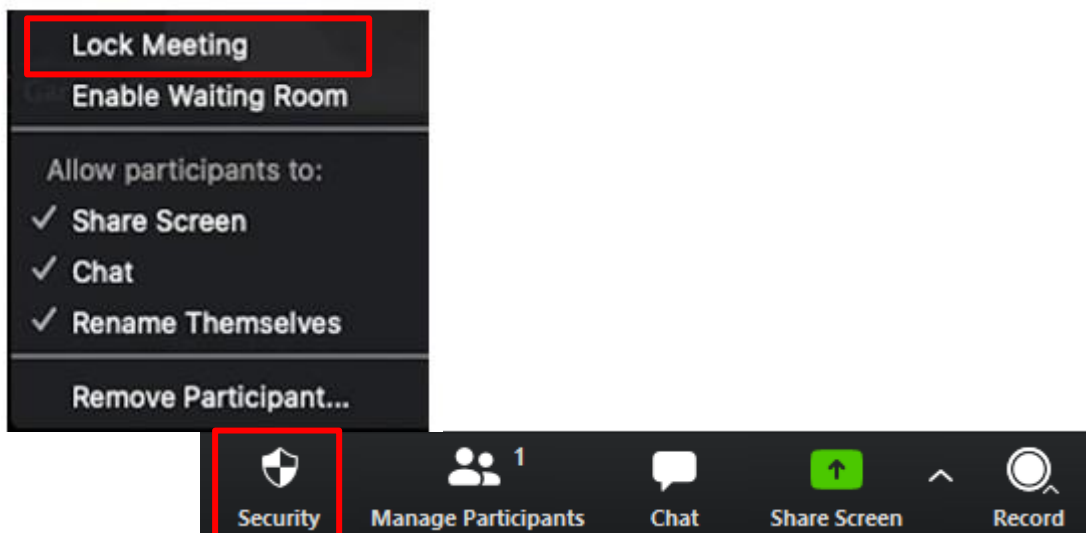 Lock Meeting
Enable Waiting Room
Allow participants to:
Share Screen
Chat
Rename Themselves
Remove Participant...
1
Security Manage Participants Chat Share Screen Record